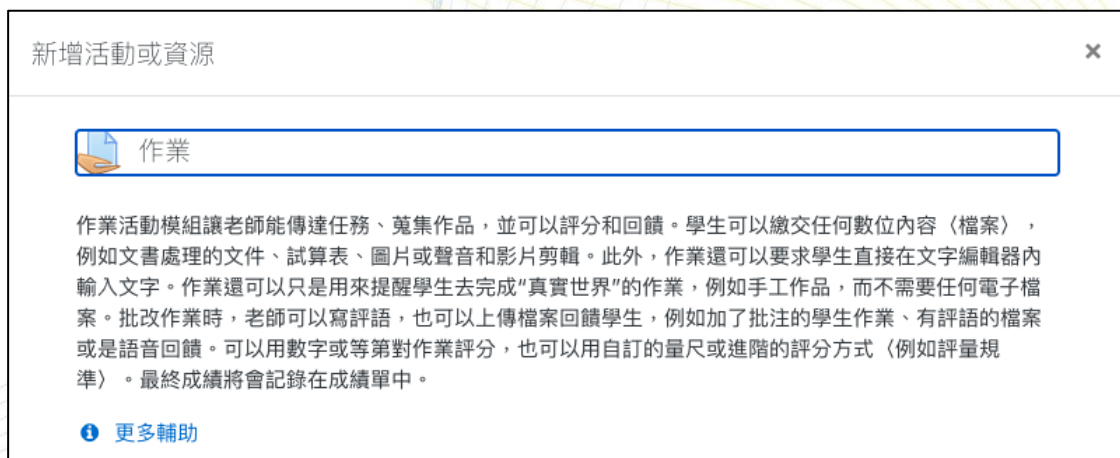 新增活動或資源
×
作業
作業活動模組讓老師能傳達任務、蒐集作品，並可以評分和回饋。學生可以繳交任何數位內容〈檔案〉，
例如文書處理的文件、試算表、圖片或聲音和影片剪輯。此外，作業還可以要求學生直接在文字編輯器內
輸入文字。作業還可以只是用來提醒學生去完成“真實世界”的作業，例如手工作品，而不需要任何電子檔
案。批改作業時，老師可以寫評語，也可以上傳檔案回饋學生，例如加了批注的學生作業、有評語的檔案
或是語音回饋。可以用數字或等第對作業評分，也可以用自訂的量尺或進階的評分方式〈例如評量規
準〉。最終成績將會記錄在成績單中。
更多輔助